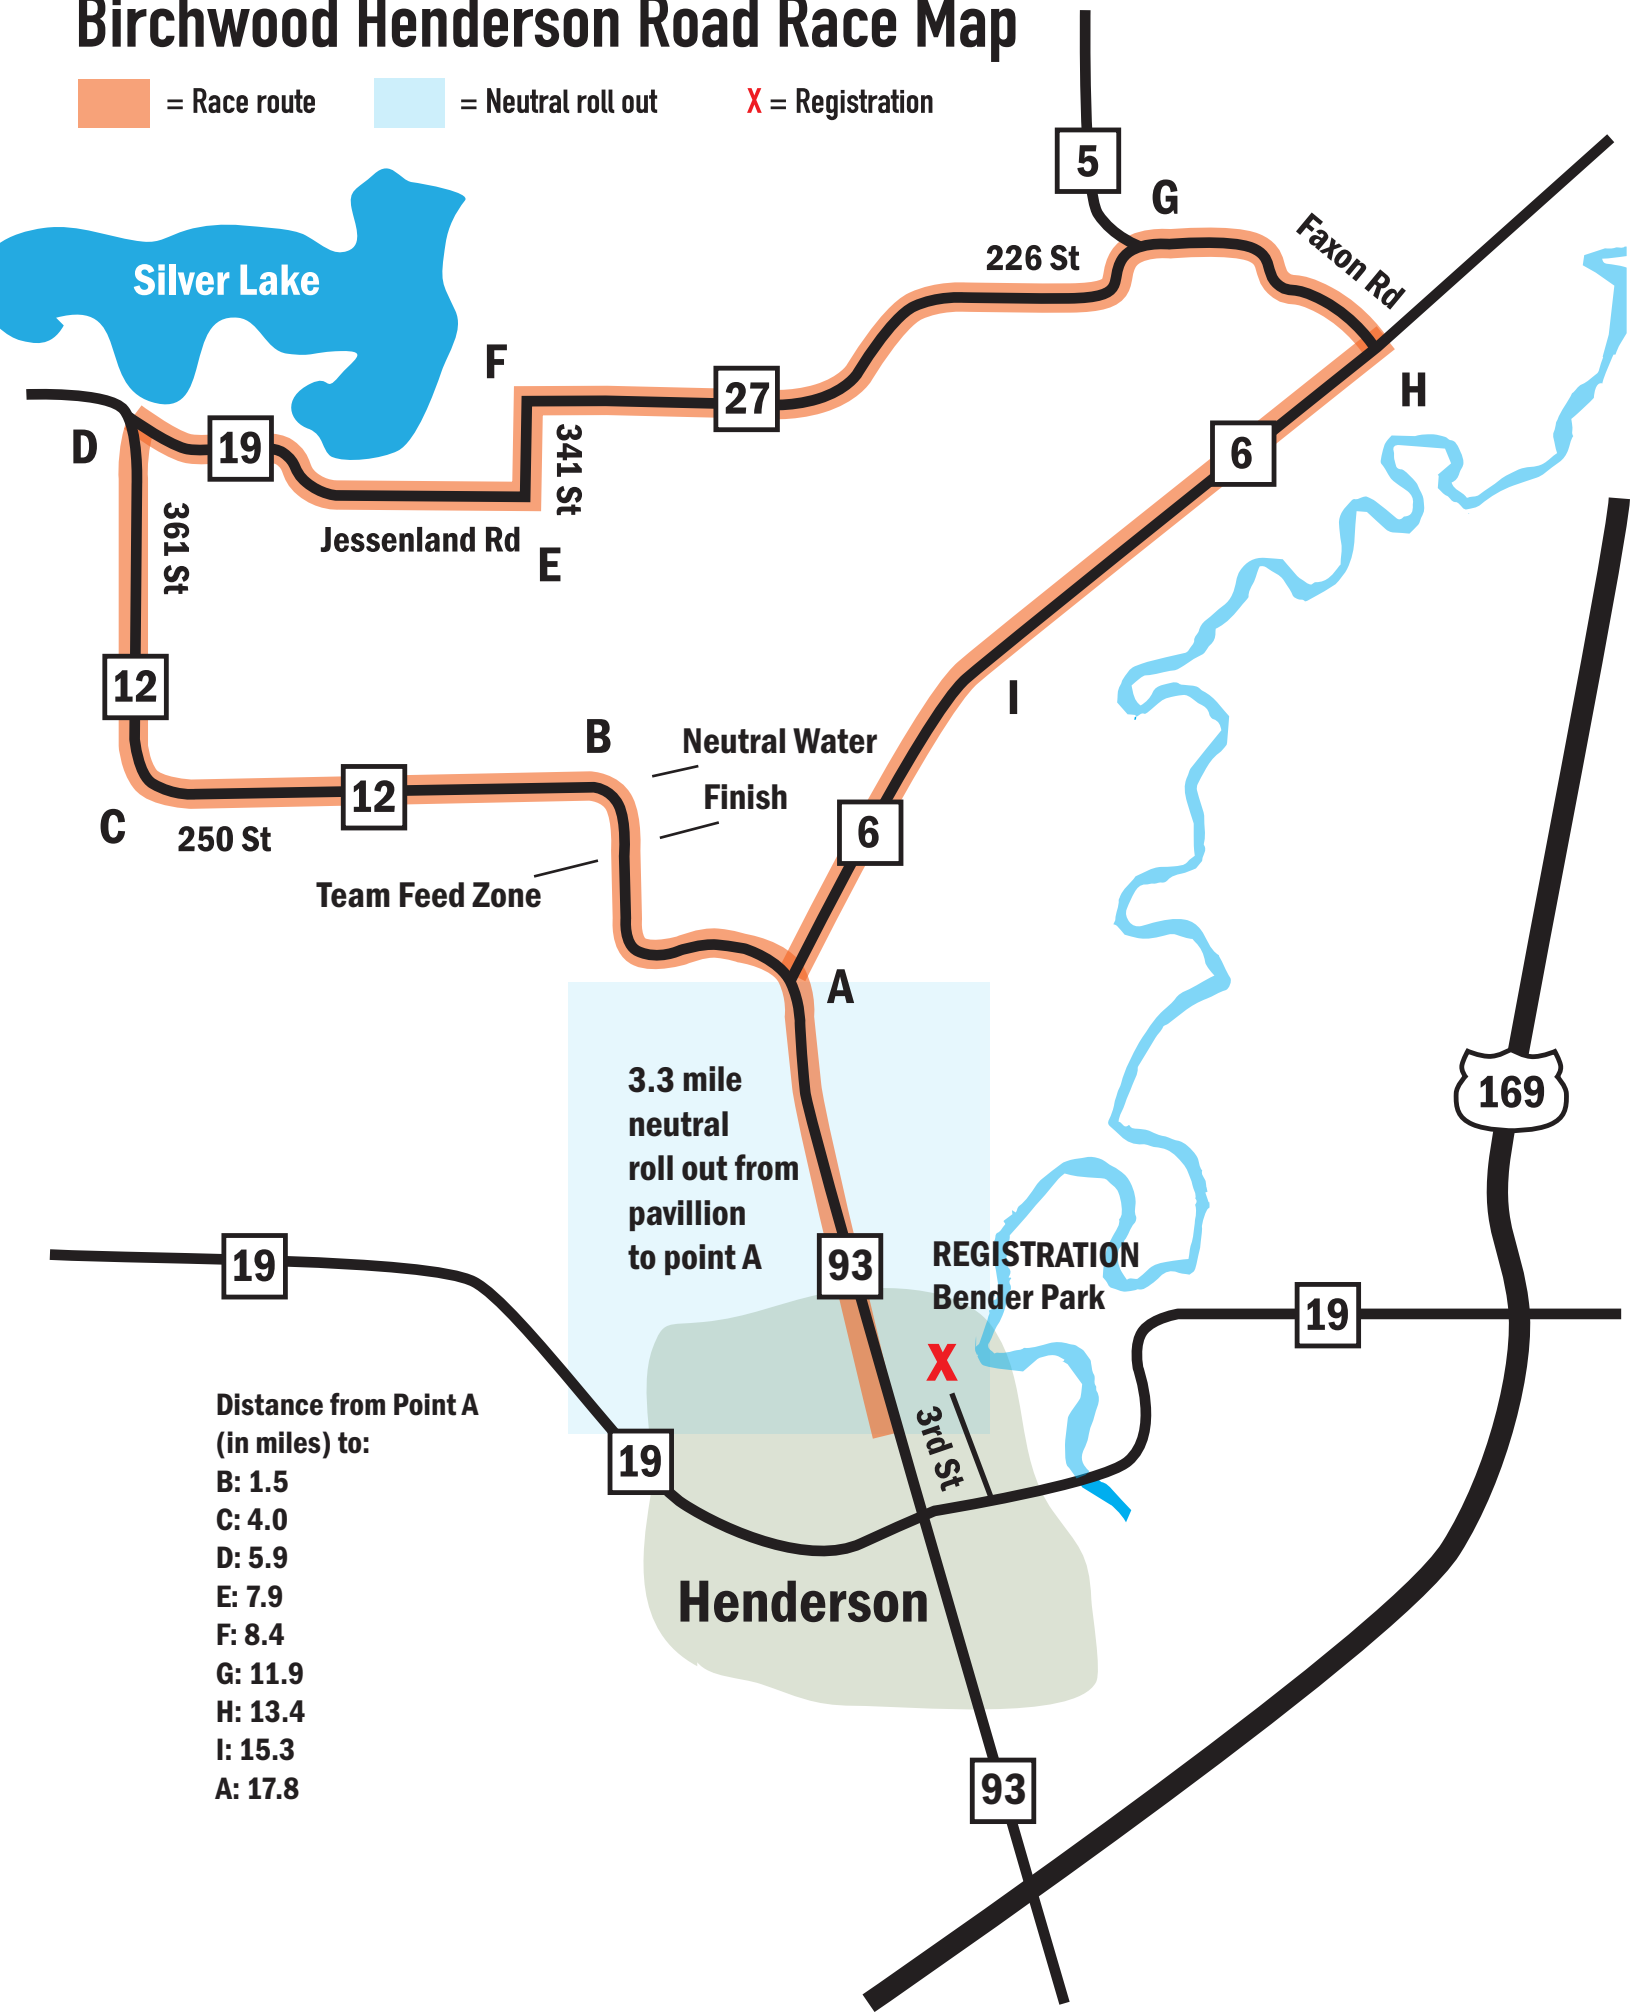 Birchwood Henderson Road Race Map
= Race route
= Neutral roll out
X = Registration
5
G
Faxon Rd
226 St
Silver Lake
F
H
27
D
19
6
341 St
361 St
Jessenland Rd
E
12
I
B
Neutral Water
Finish
12
C
250 St
6
Team Feed Zone
A
3.3 mile
neutral
roll out from
pavillion
to point A
169
93
REGISTRATION
Bender Park
19
19
X
3rd St
19
Distance from Point A
(in miles) to:
B: 1.5
C: 4.0
D: 5.9
E: 7.9
F: 8.4
G: 11.9
H: 13.4
I: 15.3
A: 17.8
Henderson
93